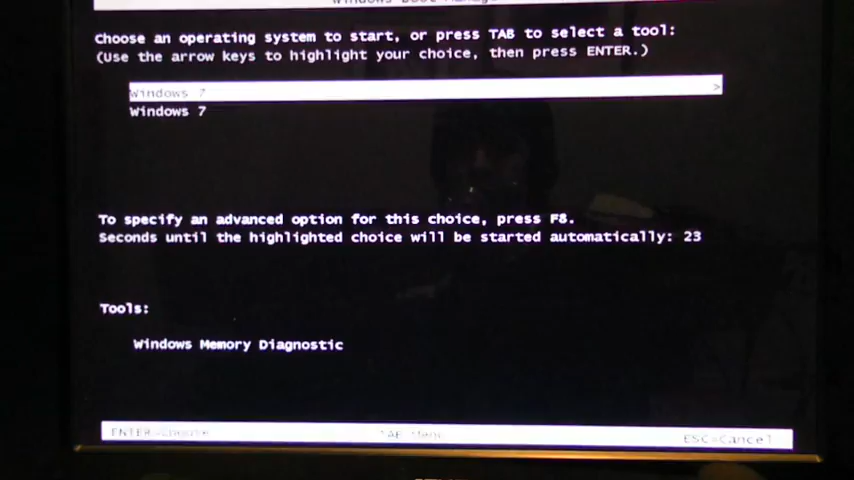 Windows Boot Manager
Choose an operating system to start, or press TAB to select a tool:
(Use the arrow keys to highlight your choice, then press ENTER.)
Windows 7 >
Windows 7
To specify an advanced option for this choice, press F8.
Seconds until the highlighted choice will be started automatically: 23
Tools:
Windows Memory Diagnostic
ENTER=Choose TAB=Menu ESC=Cancel